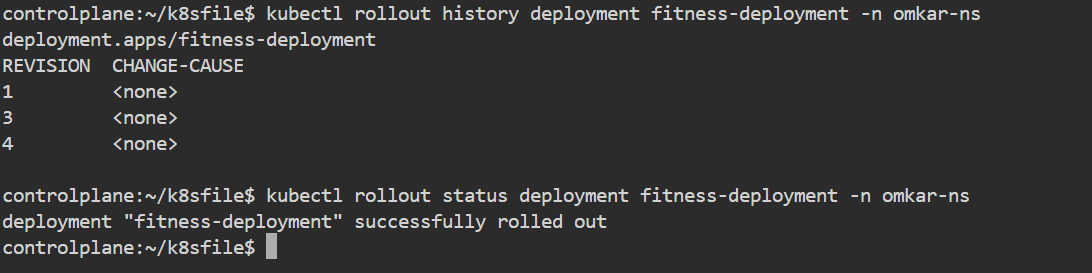 controlplane:~/k8sfile$ kubectl rollout history deployment fitness-deployment -n omkar-ns
deployment.apps/fitness-deployment
REVISION  CHANGE-CAUSE
1         <none>
3         <none>
4         <none>

controlplane:~/k8sfile$ kubectl rollout status deployment fitness-deployment -n omkar-ns
deployment "fitness-deployment" successfully rolled out
controlplane:~/k8sfile$